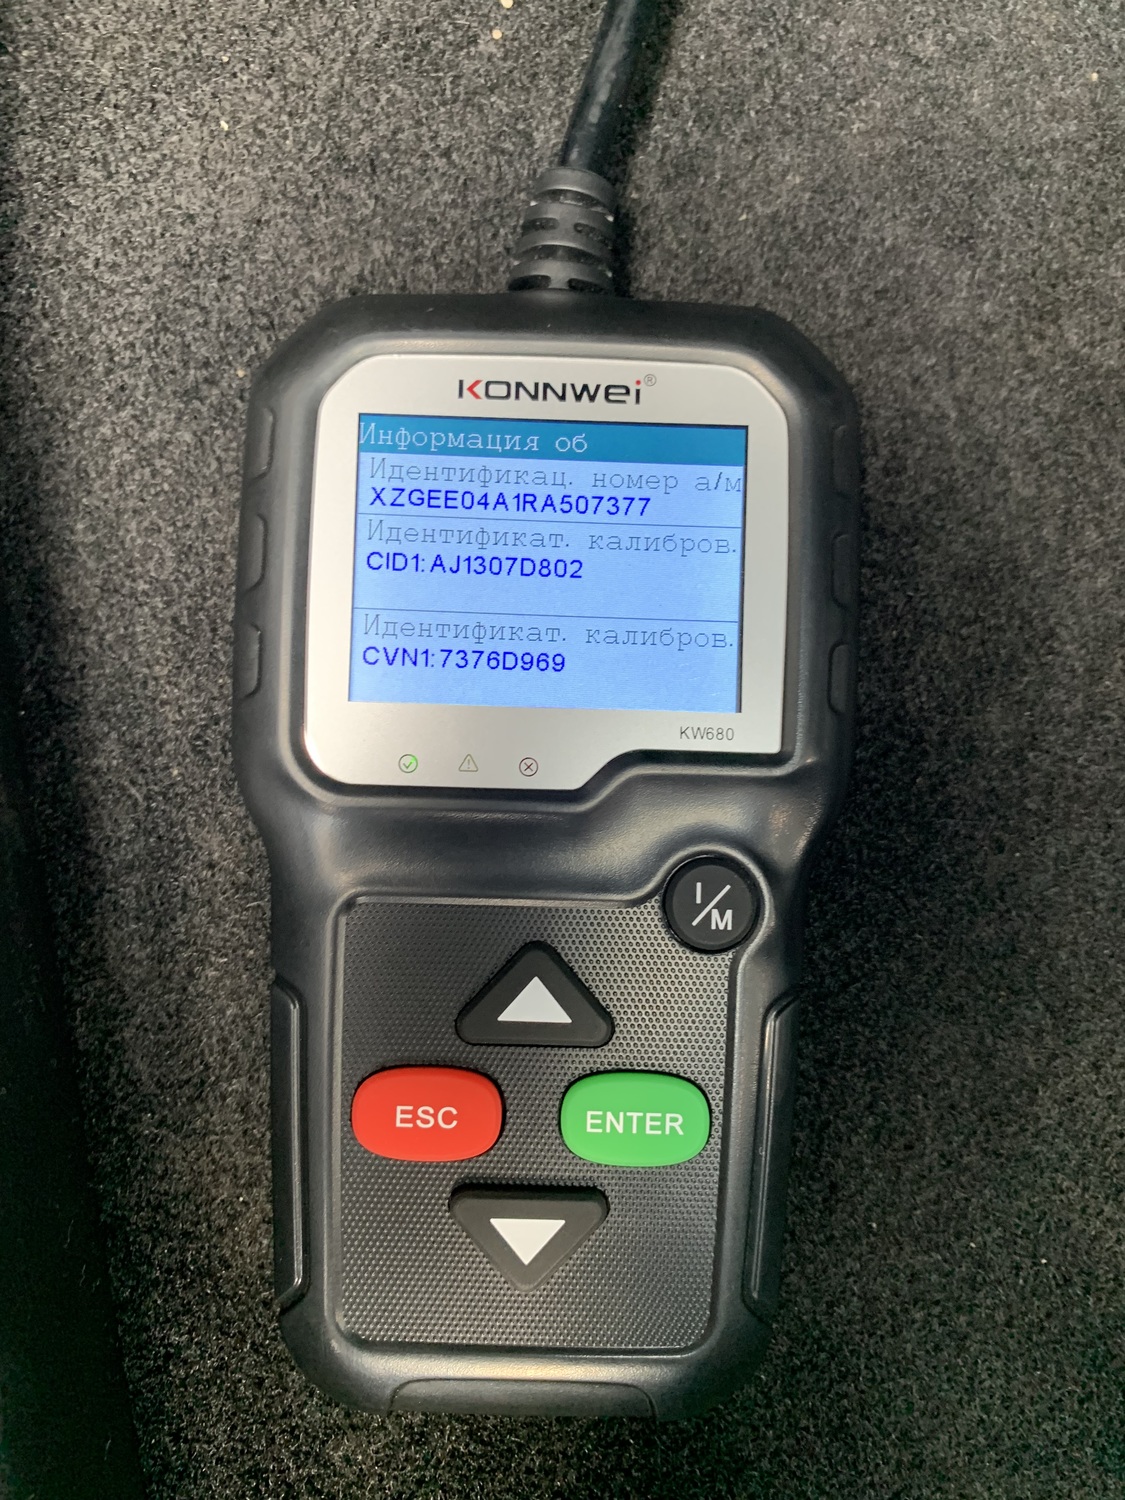 KONNWEI®
Информация об
Идентификац. номер а/м
XZGEE04A1RA507377
Идентификат. калибров.
CID1:AJ1307D802
Идентификат. калибров.
CVN1:7376D969
KW680
I/M
ESC
ENTER